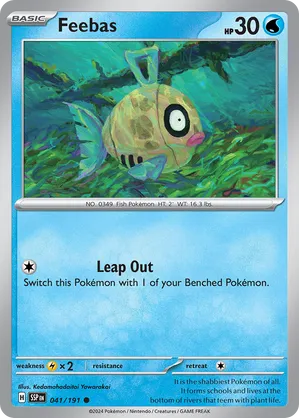 BASIC
Feebas
HP 30
NO. 0349 Fish Pokémon HT: 2' WT: 16.3 lbs.
Leap Out
Switch this Pokémon with 1 of your Benched Pokémon.
weakness ×2 resistance retreat
Illus. Kedamahadaitai Yawarakai
It is the shabbiest Pokémon of all.
It forms schools and lives at the
bottom of rivers that teem with plant life.
H SSP EN 041/191
©2024 Pokémon / Nintendo / Creatures / GAME FREAK